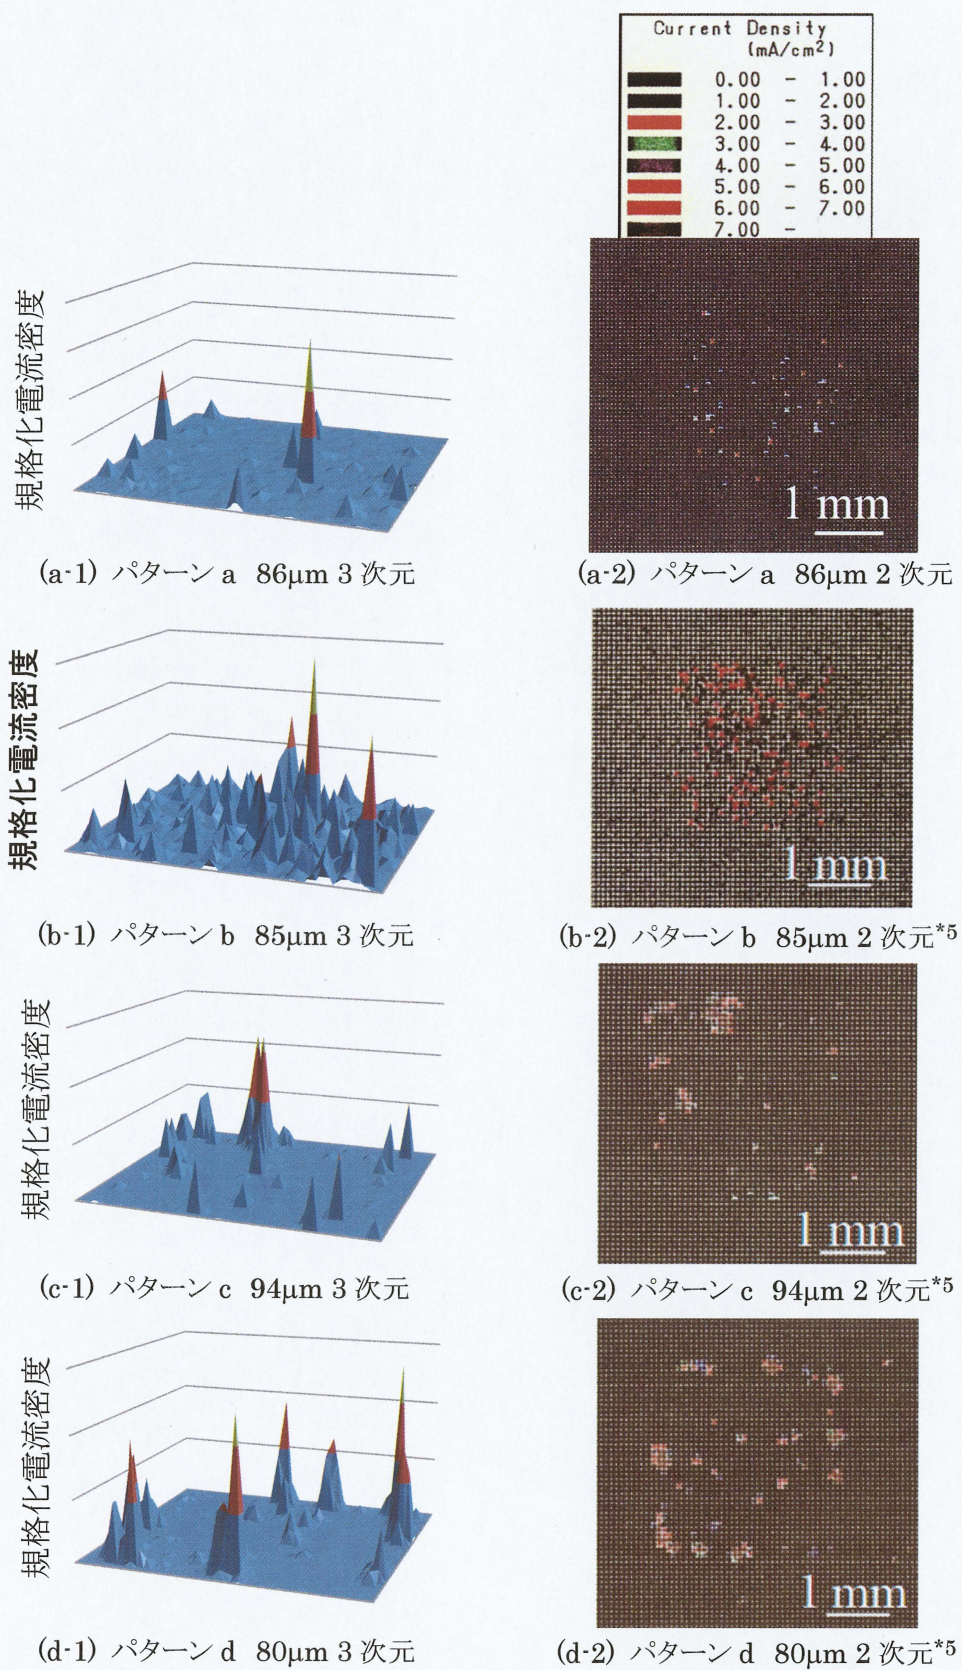 Current Density
(mA/cm²)
0.00 - 1.00
1.00 - 2.00
2.00 - 3.00
3.00 - 4.00
4.00 - 5.00
5.00 - 6.00
6.00 - 7.00
7.00 -
規格化電流密度
1 mm
(a-1) パターン a 86μm 3 次元
(a-2) パターン a 86μm 2 次元
規格化電流密度
1 mm
(b-1) パターン b 85μm 3 次元
(b-2) パターン b 85μm 2 次元*5
規格化電流密度
1 mm
(c-1) パターン c 94μm 3 次元
(c-2) パターン c 94μm 2 次元*5
規格化電流密度
1 mm
(d-1) パターン d 80μm 3 次元
(d-2) パターン d 80μm 2 次元*5